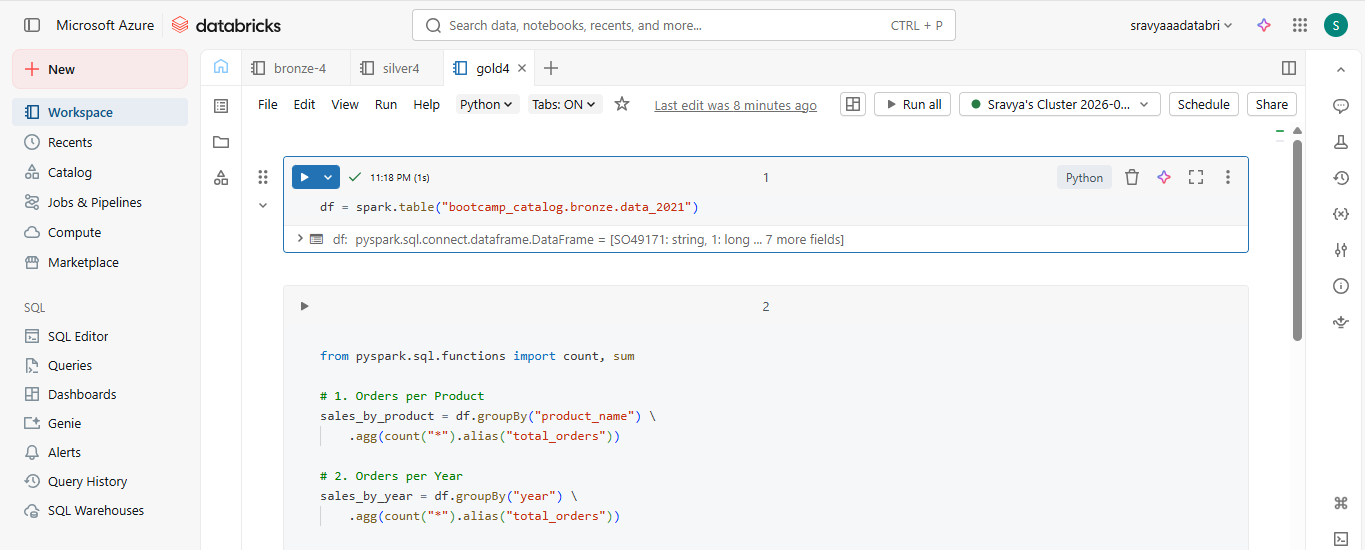 Microsoft Azure
databricks
Search data, notebooks, recents, and more...
CTRL + P
sravyaaadatabri
S
New
Workspace
Recents
Catalog
Jobs & Pipelines
Compute
Marketplace
SQL
SQL Editor
Queries
Dashboards
Genie
Alerts
Query History
SQL Warehouses
bronze-4
silver4
gold4
File Edit View Run Help Python Tabs: ON Last edit was 8 minutes ago Run all Sravya's Cluster 2026-0... Schedule Share
11:18 PM (1s)
1
Python
df = spark.table("bootcamp_catalog.bronze.data_2021")
df: pyspark.sql.connect.dataframe.DataFrame = [SO49171: string, 1: long ... 7 more fields]
2
from pyspark.sql.functions import count, sum
# 1. Orders per Product
sales_by_product = df.groupBy("product_name") \
.agg(count("*").alias("total_orders"))
# 2. Orders per Year
sales_by_year = df.groupBy("year") \
.agg(count("*").alias("total_orders"))